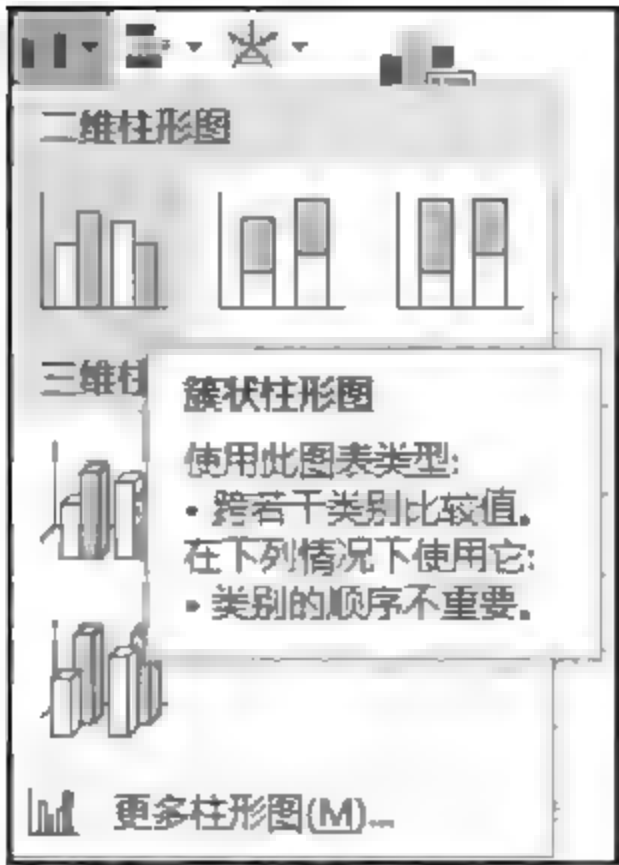 二维柱形图
三维柱
簇状柱形图
使用此图表类型:
• 跨若干类别比较值。
在下列情况下使用它:
• 类别的顺序不重要。
更多柱形图(M)...